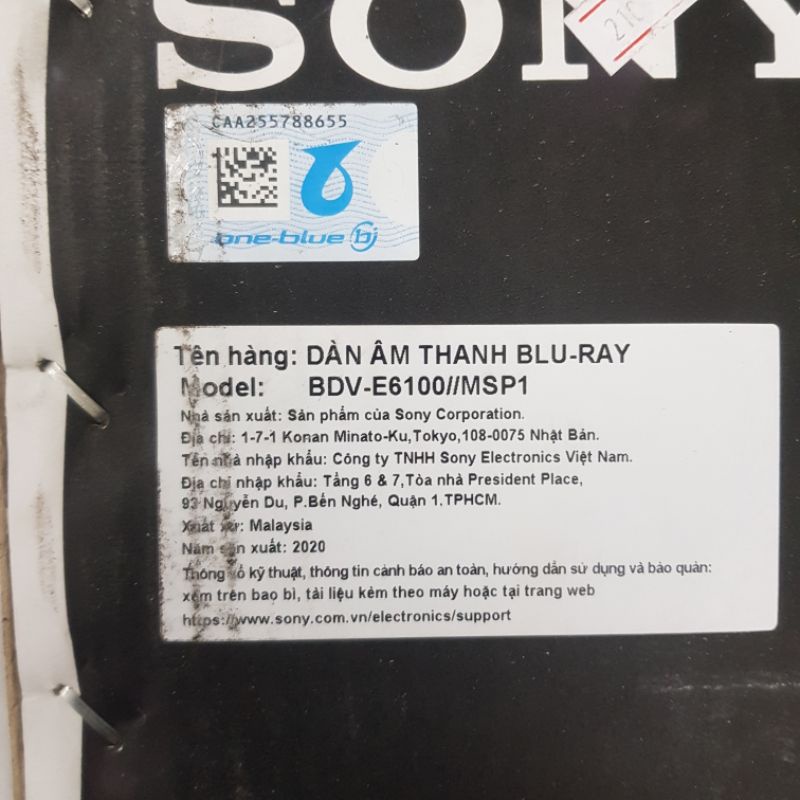 SONY
210
CAA255788655
one-blue bj
Tên hàng: DÀN ÂM THANH BLU-RAY
Model: BDV-E6100//MSP1
Nhà sản xuất: Sản phẩm của Sony Corporation.
Địa chỉ: 1-7-1 Konan Minato-Ku,Tokyo,108-0075 Nhật Bản.
Tên nhà nhập khẩu: Công ty TNHH Sony Electronics Việt Nam.
Địa chỉ nhập khẩu: Tầng 6 & 7,Tòa nhà President Place,
93 Nguyễn Du, P.Bến Nghé, Quận 1.TPHCM.
Xuất xứ: Malaysia
Năm sản xuất: 2020
Thông số kỹ thuật, thông tin cảnh báo an toàn, hướng dẫn sử dụng và bảo quản:
xem trên bao bì, tài liệu kèm theo máy hoặc tại trang web
https://www.sony.com.vn/electronics/support